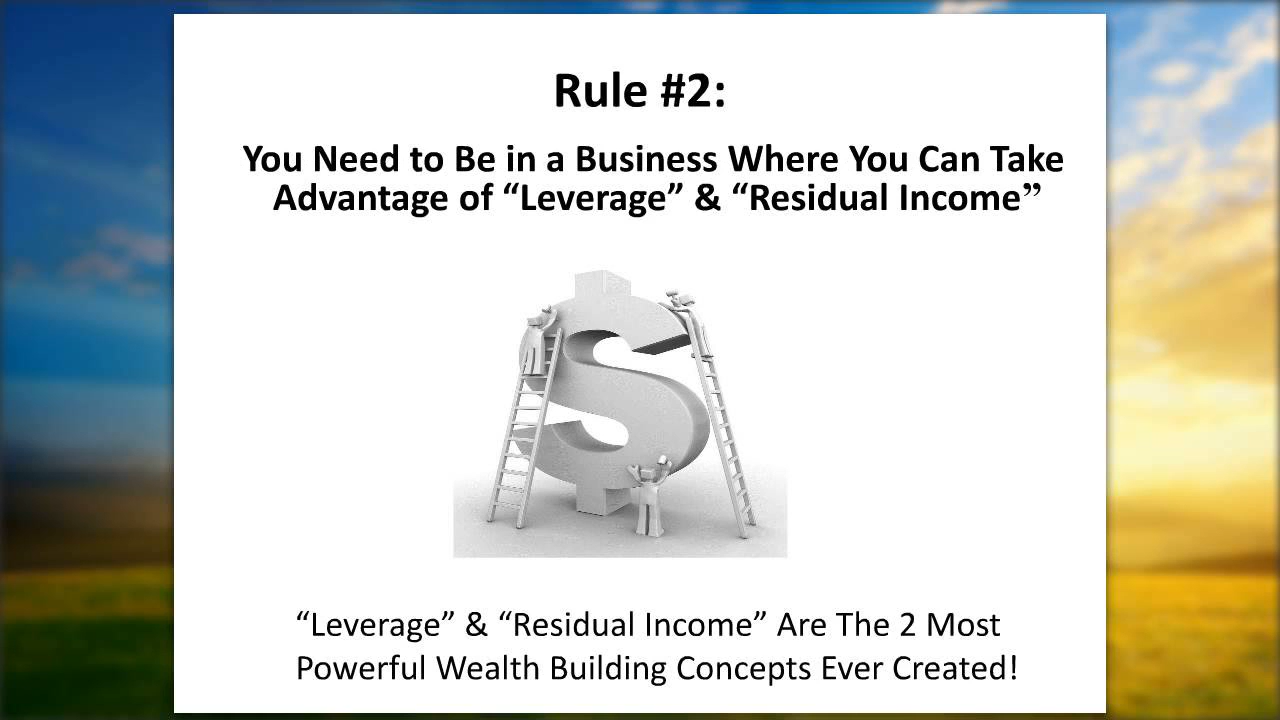 Rule #2:
You Need to Be in a Business Where You Can Take
Advantage of “Leverage” & “Residual Income”
“Leverage” & “Residual Income” Are The 2 Most
Powerful Wealth Building Concepts Ever Created!